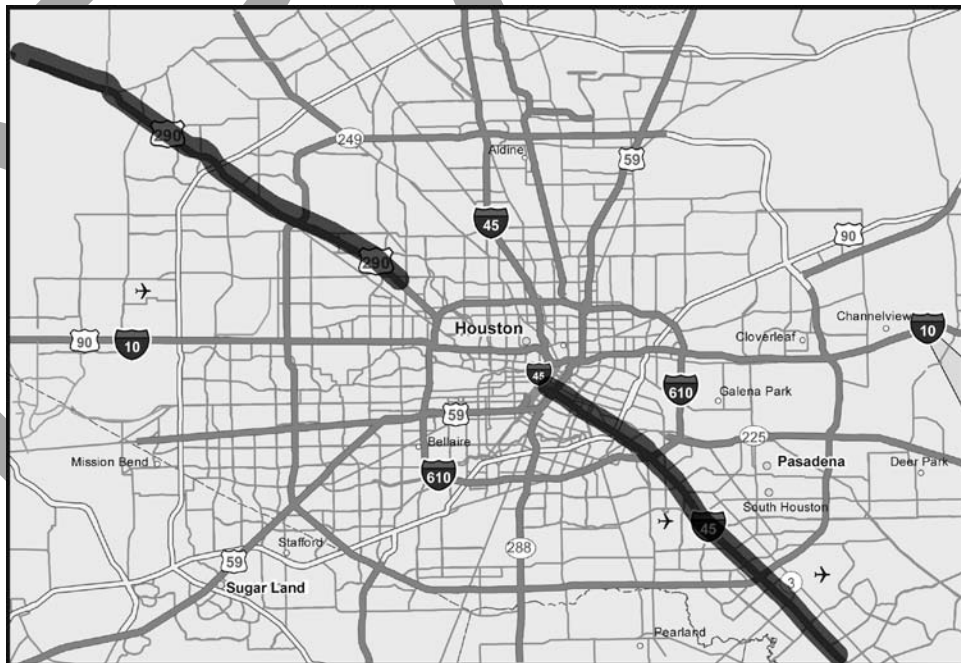 290
249
59
Aldine
45
90
290
Houston
Channelview
90
10
Cloverleaf
10
45
610
Galena Park
59
225
Bellaire
Mission Bend
Pasadena
Deer Park
610
South Houston
45
288
Stafford
59
3
Sugar Land
Pearland